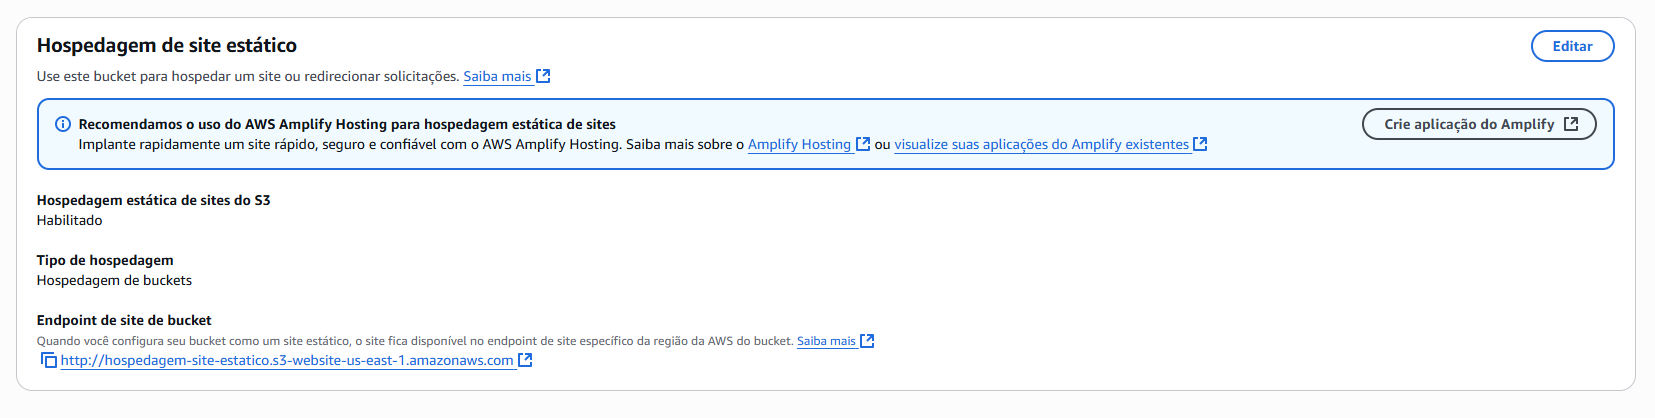 Hospedagem de site estático
Editar
Use este bucket para hospedar um site ou redirecionar solicitações. Saiba mais
Recomendamos o uso do AWS Amplify Hosting para hospedagem estática de sites
Crie aplicação do Amplify
Implante rapidamente um site rápido, seguro e confiável com o AWS Amplify Hosting. Saiba mais sobre o Amplify Hosting ou visualize suas aplicações do Amplify existentes
Hospedagem estática de sites do S3
Habilitado
Tipo de hospedagem
Hospedagem de buckets
Endpoint de site de bucket
Quando você configura seu bucket como um site estático, o site fica disponível no endpoint de site específico da região da AWS do bucket. Saiba mais
http://hospedagem-site-estatico.s3-website-us-east-1.amazonaws.com